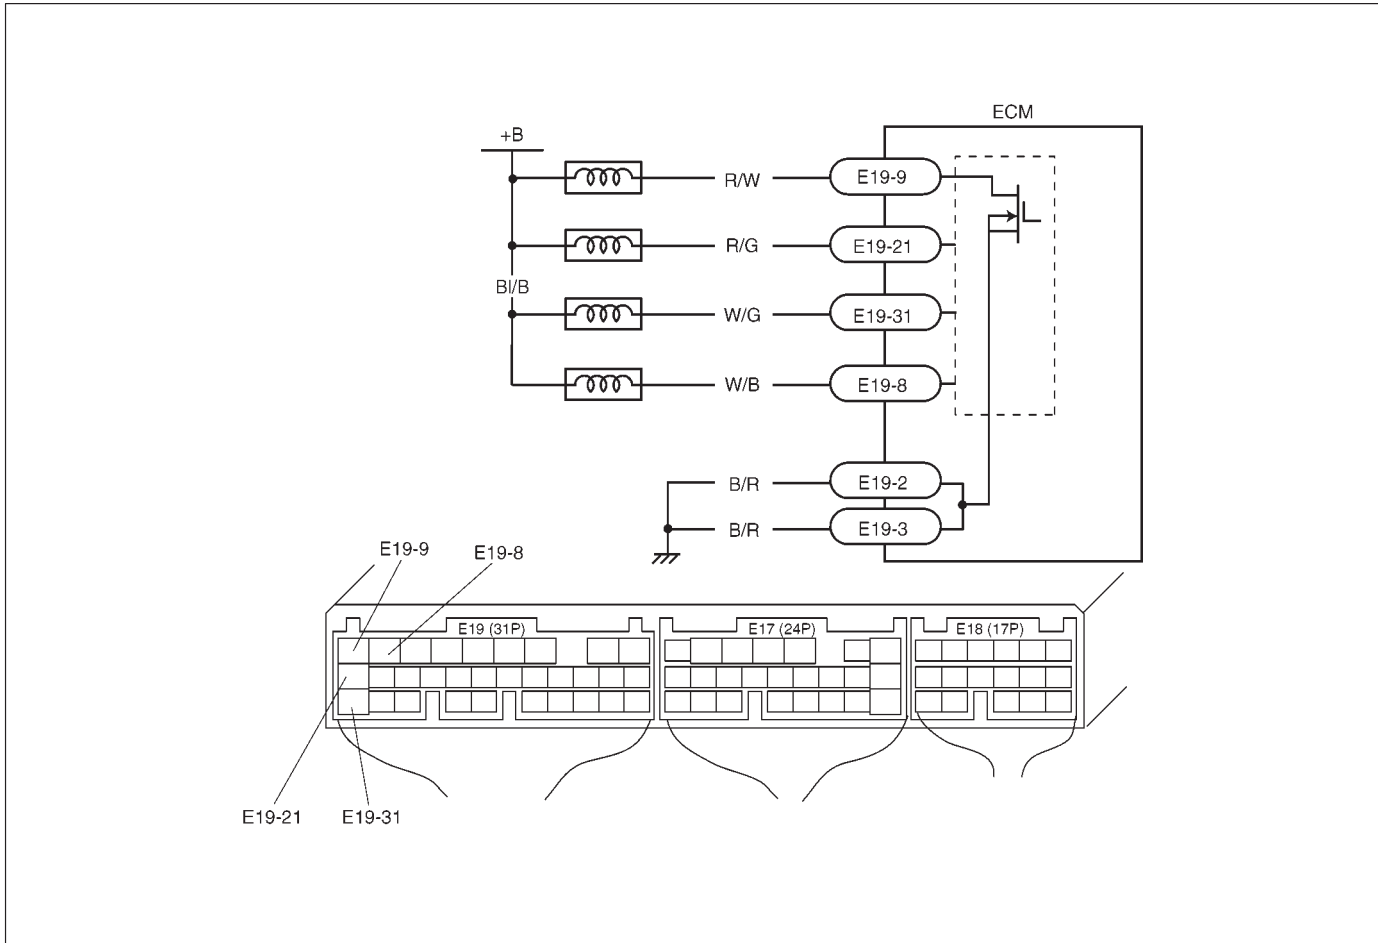 ECM
+B
R/W
E19-9
R/G
E19-21
Bl/B
W/G
E19-31
W/B
E19-8
B/R
E19-2
B/R
E19-3
E19-9
E19-8
E19 (31P)
E17 (24P)
E18 (17P)
E19-21
E19-31